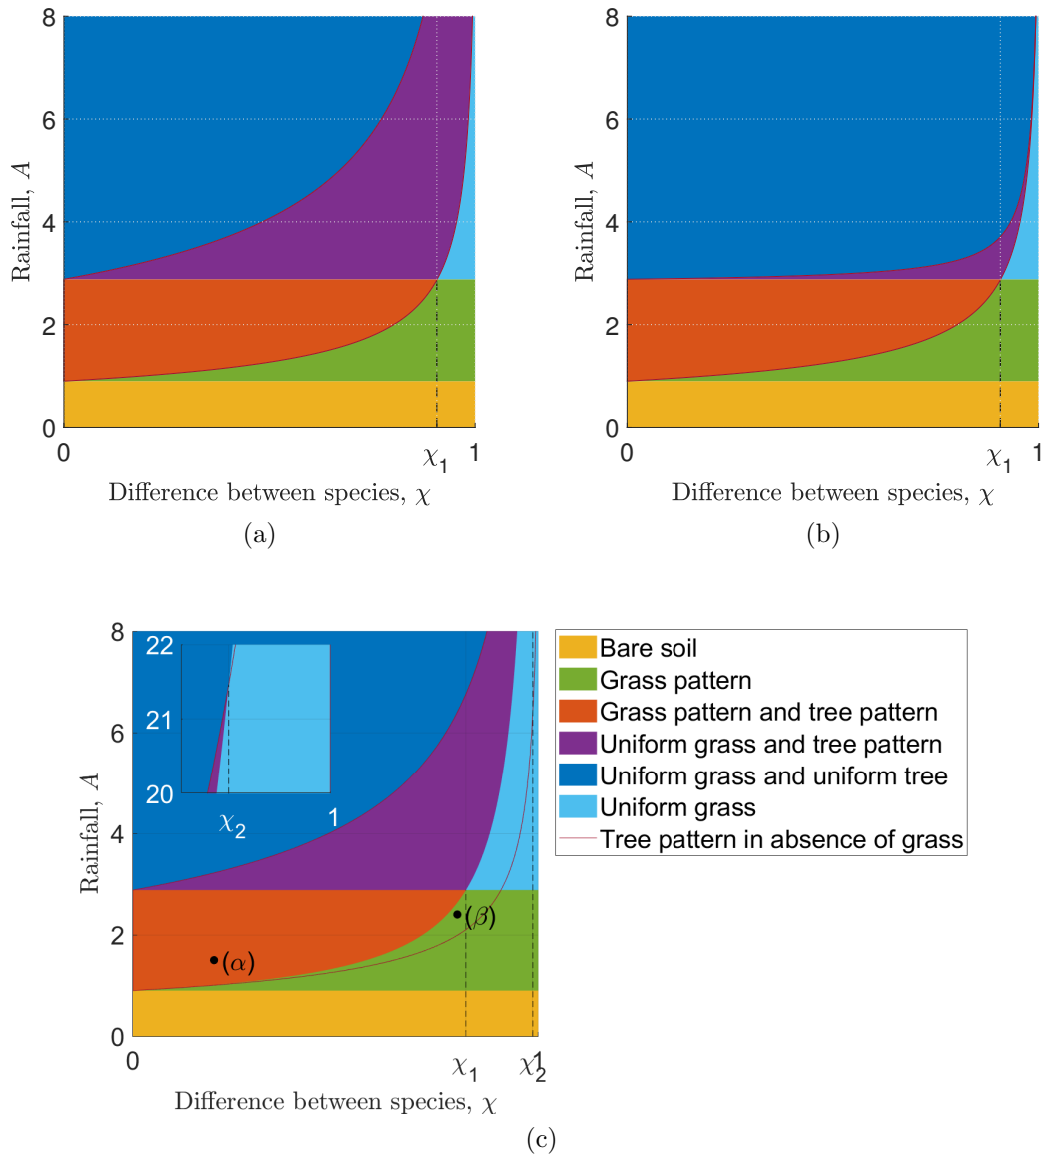 8
6
4
2
0
Rainfall, A
0
χ1
1
Difference between species, χ
(a)
8
6
4
2
0
Rainfall, A
0
χ1
1
Difference between species, χ
(b)
8
6
4
2
0
Rainfall, A
22
21
20
χ2
1
(α)
(β)
0
χ1
χ2
1
Difference between species, χ
(c)
Bare soil
Grass pattern
Grass pattern and tree pattern
Uniform grass and tree pattern
Uniform grass and uniform tree
Uniform grass
Tree pattern in absence of grass